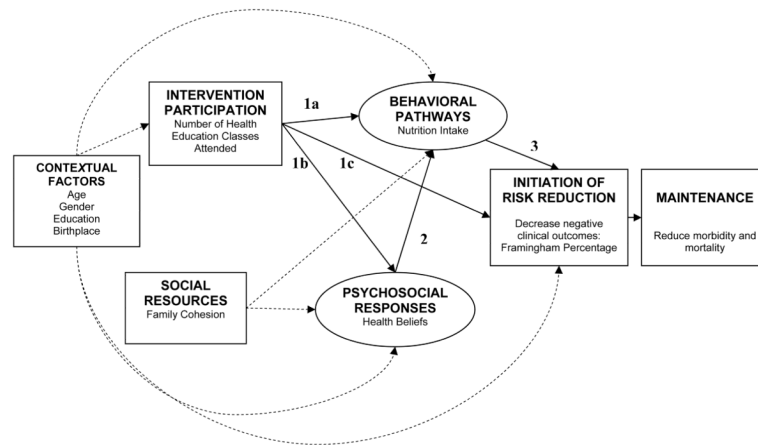 INTERVENTION
PARTICIPATION
Number of Health
Education Classes
Attended
1a
BEHAVIORAL
PATHWAYS
Nutrition Intake
3
1b
1c
CONTEXTUAL
FACTORS
Age
Gender
Education
Birthplace
INITIATION OF
RISK REDUCTION
Decrease negative
clinical outcomes:
Framingham Percentage
MAINTENANCE
Reduce morbidity and
mortality
2
SOCIAL
RESOURCES
Family Cohesion
PSYCHOSOCIAL
RESPONSES
Health Beliefs